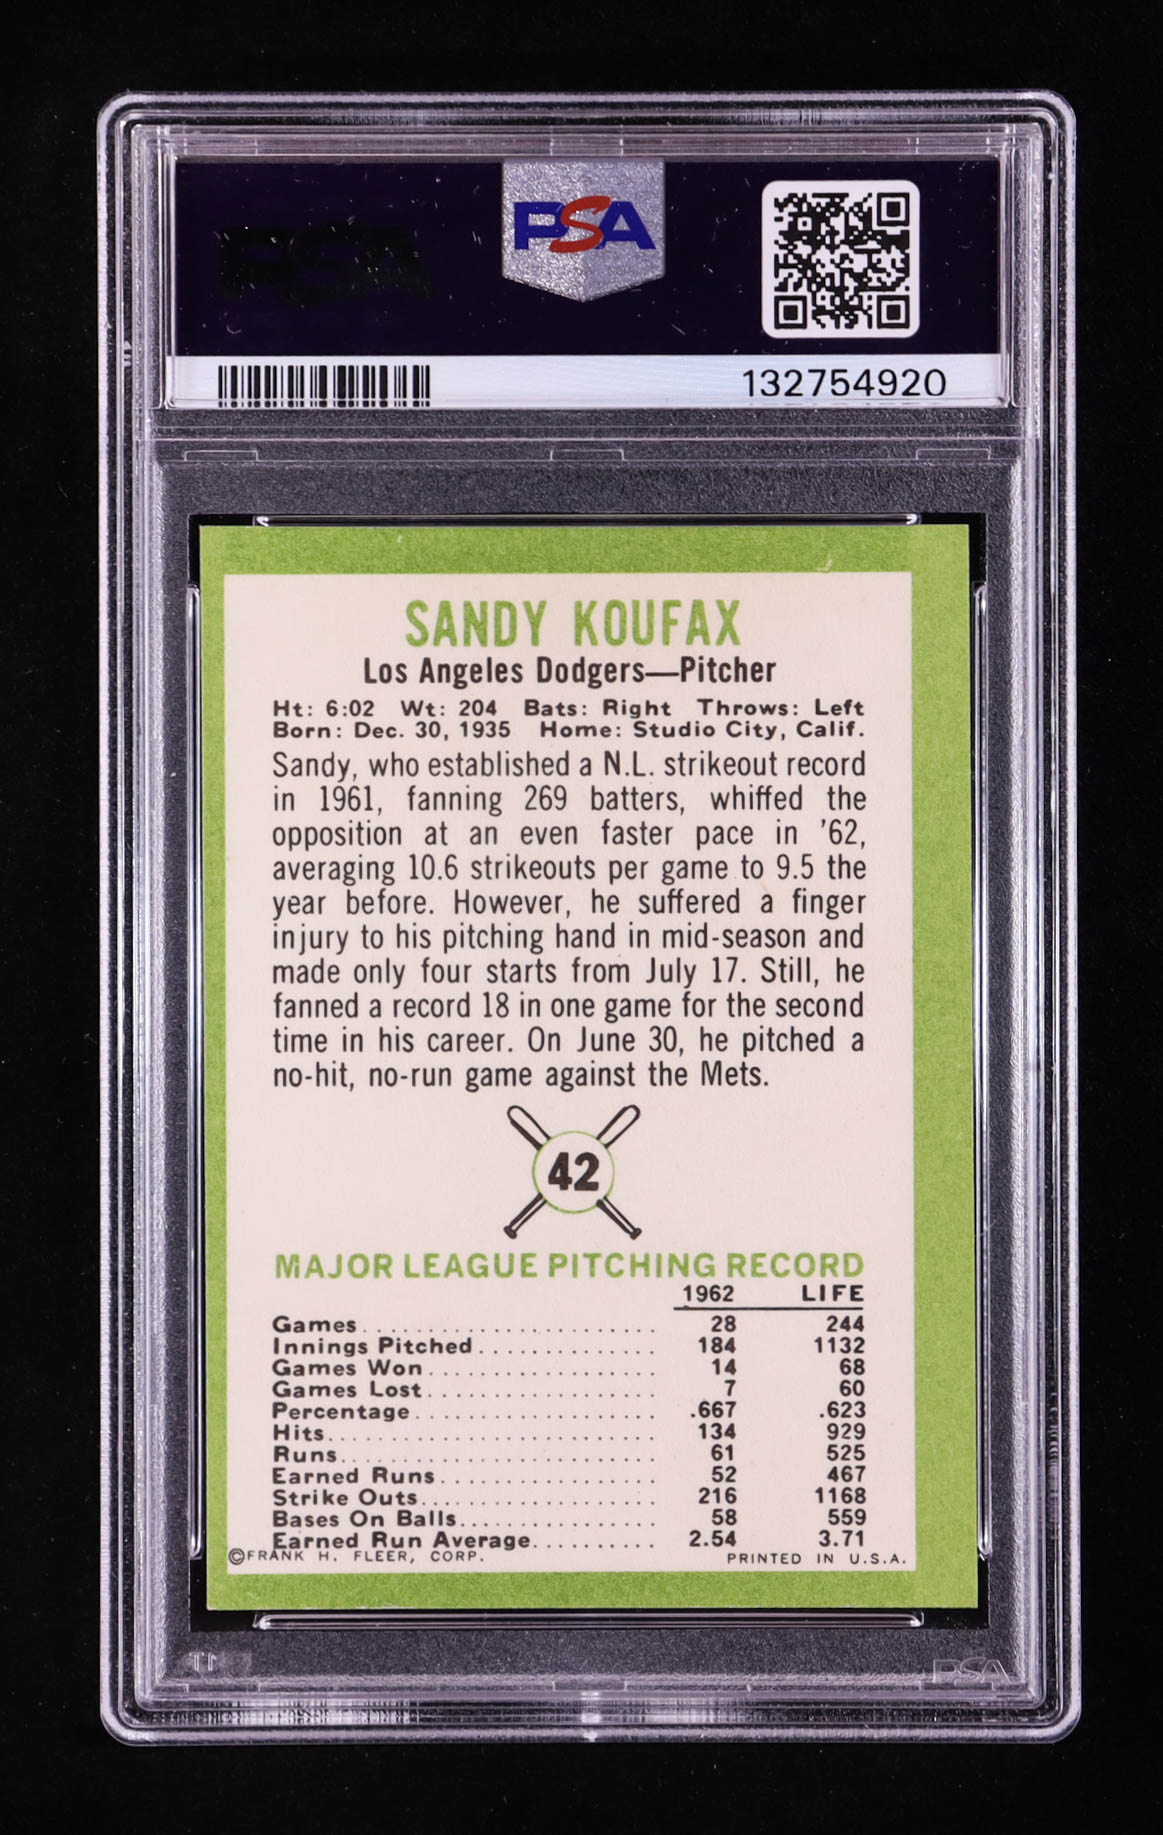 PSA
PSA
132754920
SANDY KOUFAX
Los Angeles Dodgers—Pitcher
Ht: 6:02 Wt: 204 Bats: Right Throws: Left
Born: Dec. 30, 1935 Home: Studio City, Calif.
Sandy, who established a N.L. strikeout record
in 1961, fanning 269 batters, whiffed the
opposition at an even faster pace in '62,
averaging 10.6 strikeouts per game to 9.5 the
year before. However, he suffered a finger
injury to his pitching hand in mid-season and
made only four starts from July 17. Still, he
fanned a record 18 in one game for the second
time in his career. On June 30, he pitched a
no-hit, no-run game against the Mets.
42
MAJOR LEAGUE PITCHING RECORD
1962 LIFE
Games 28 244
Innings Pitched 184 1132
Games Won 14 68
Games Lost 7 60
Percentage .667 .623
Hits 134 929
Runs 61 525
Earned Runs 52 467
Strike Outs 216 1168
Bases On Balls 58 559
Earned Run Average 2.54 3.71
©FRANK H. FLEER, CORP. PRINTED IN U.S.A.
PSA